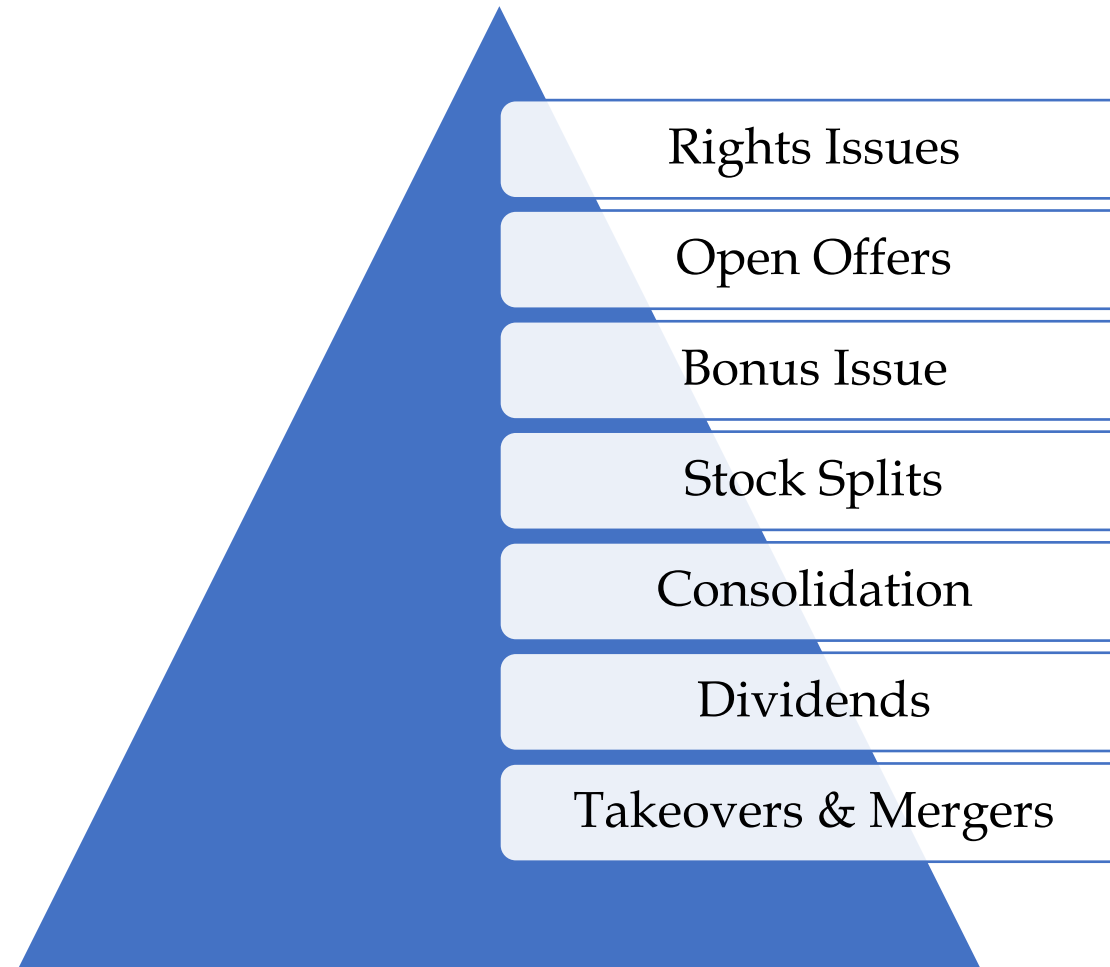 Rights Issues
Open Offers
Bonus Issue
Stock Splits
Consolidation
Dividends
Takeovers & Mergers